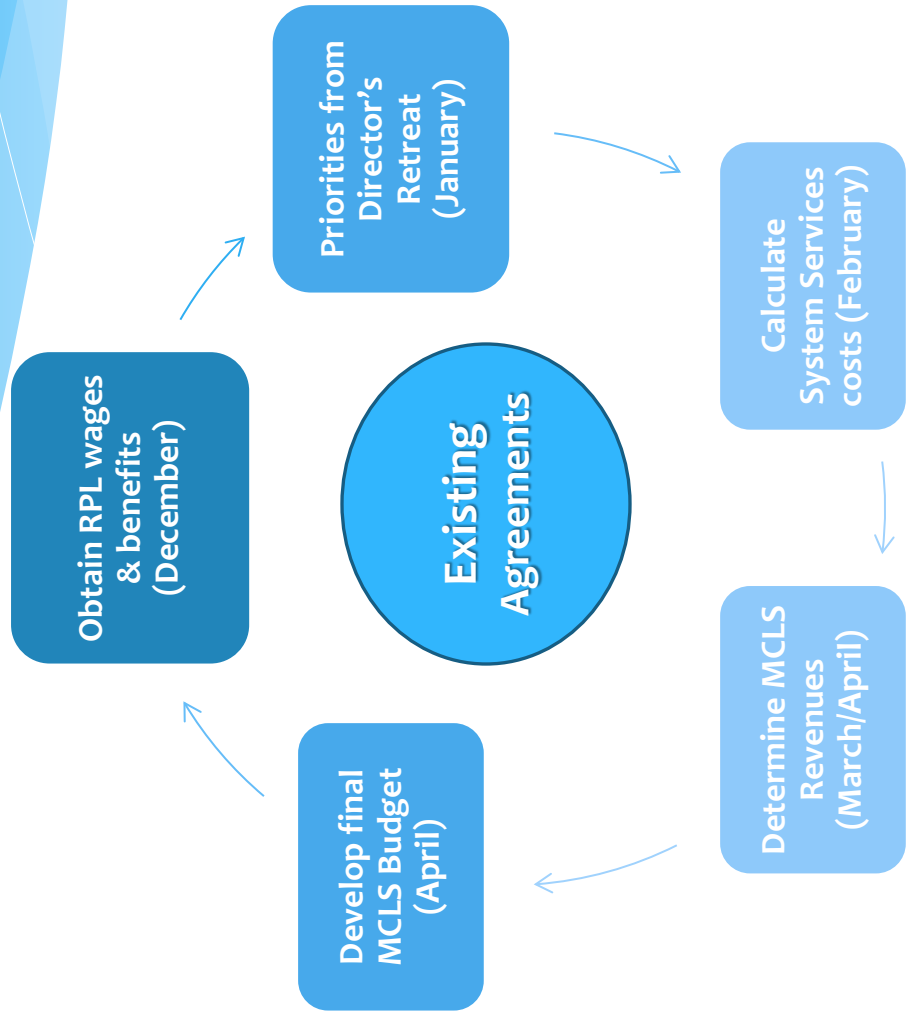 Obtain RPL wages
& benefits
(December)
Priorities from
Director’s
Retreat
(January)
Calculate
System Services
costs (February)
Determine MCLS
Revenues
(March/April)
Develop final
MCLS Budget
(April)
Existing
Agreements